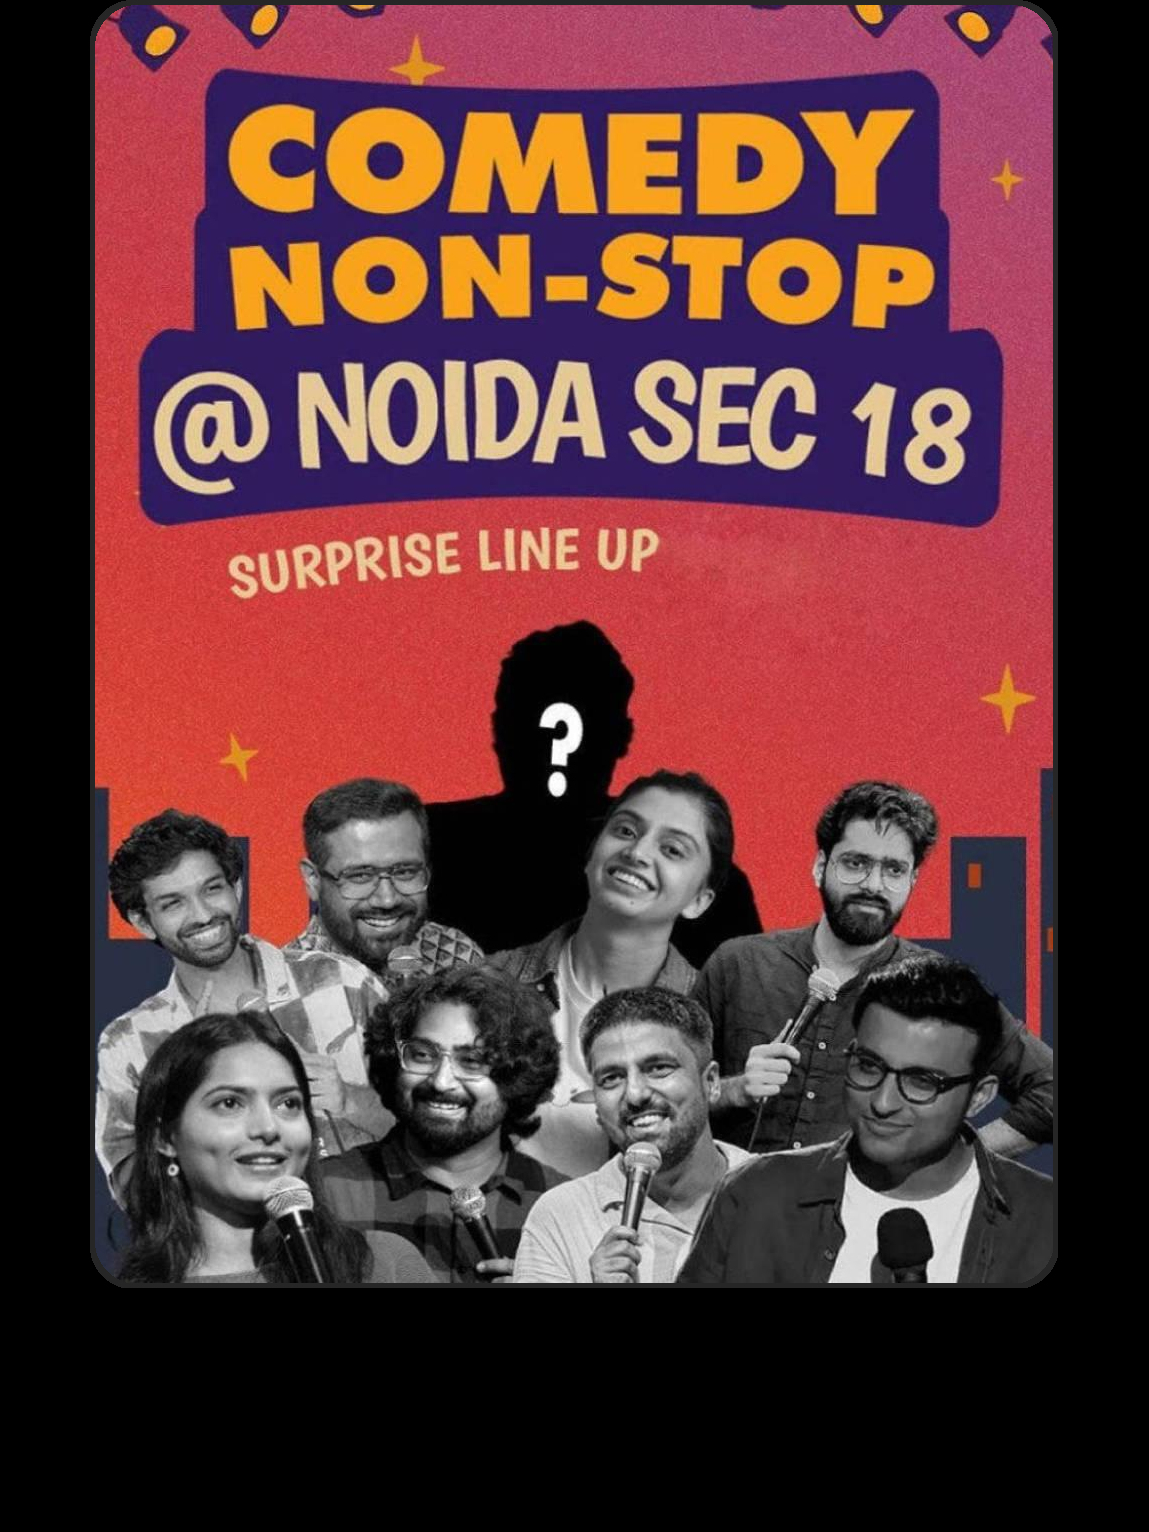 COMEDY
NON-STOP
@ NOIDA SEC 18
SURPRISE LINE UP
?